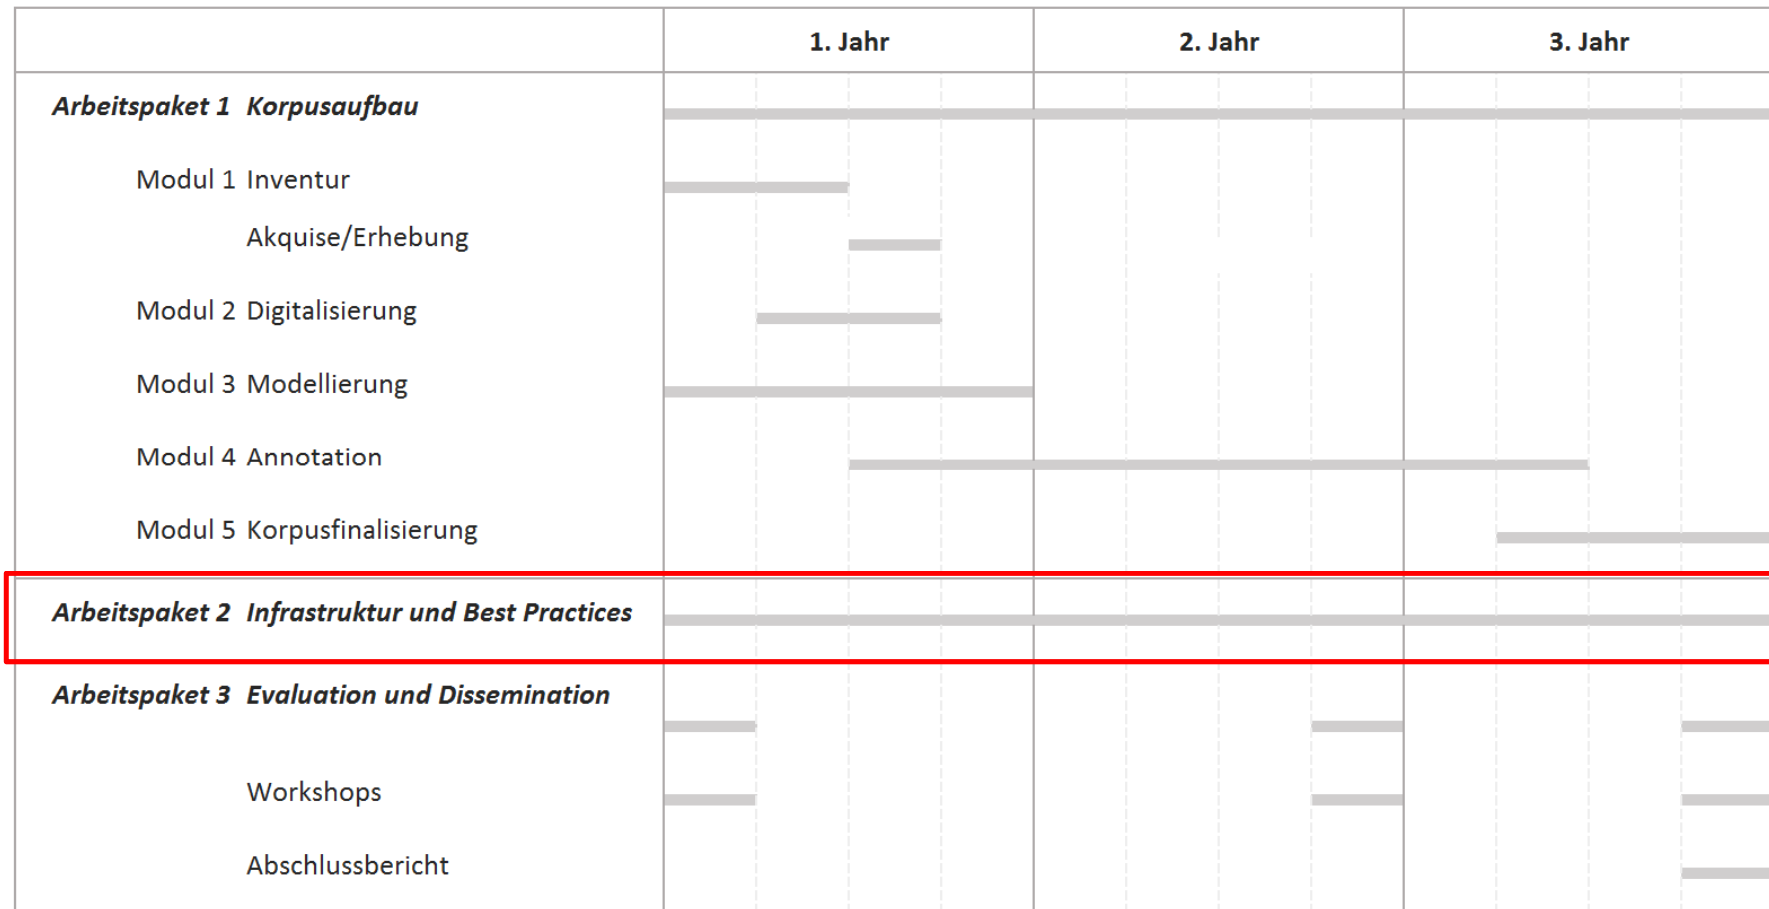 1. Jahr 2. Jahr 3. Jahr
Arbeitspaket 1 Korpusaufbau
Modul 1 Inventur
Akquise/Erhebung
Modul 2 Digitalisierung
Modul 3 Modellierung
Modul 4 Annotation
Modul 5 Korpusfinalisierung
Arbeitspaket 2 Infrastruktur und Best Practices
Arbeitspaket 3 Evaluation und Dissemination
Workshops
Abschlussbericht